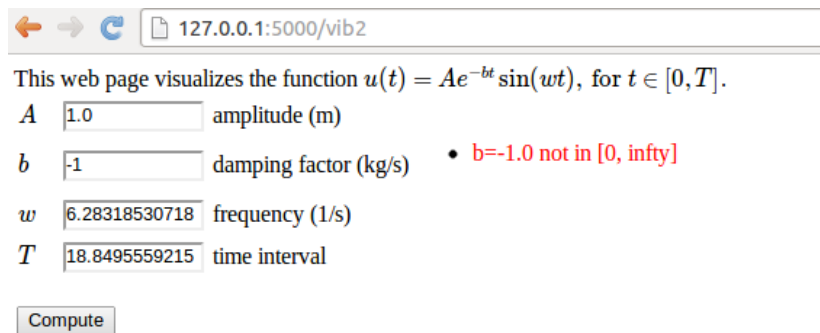 127.0.0.1:5000/vib2
This web page visualizes the function u(t) = Ae^{-bt} sin(wt), for t ∈ [0, T].
A 1.0 amplitude (m)
b -1 damping factor (kg/s) • b=-1.0 not in [0, infty]
w 6.28318530718 frequency (1/s)
T 18.8495559215 time interval
Compute